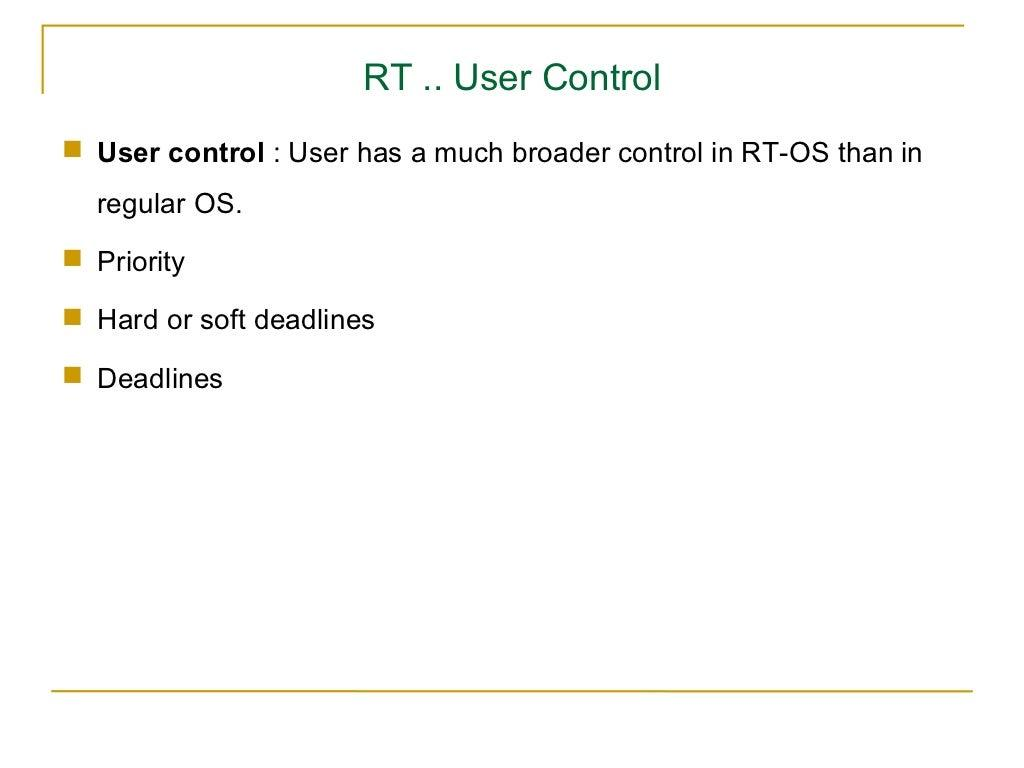 RT .. User Control
User control : User has a much broader control in RT-OS than in
regular OS.
Priority
Hard or soft deadlines
Deadlines